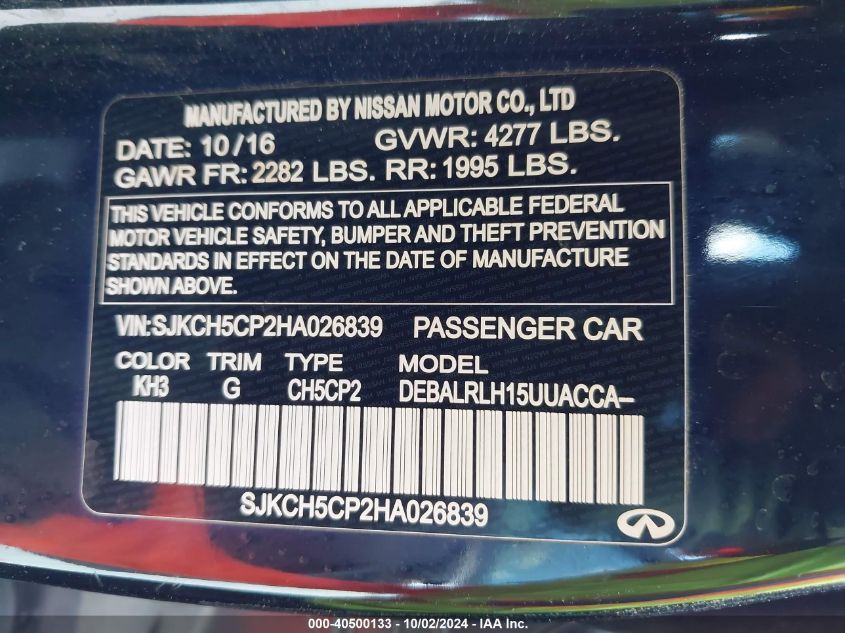 MANUFACTURED BY NISSAN MOTOR CO., LTD
DATE: 10/16 GVWR: 4277 LBS.
GAWR FR: 2282 LBS. RR: 1995 LBS.
THIS VEHICLE CONFORMS TO ALL APPLICABLE FEDERAL
MOTOR VEHICLE SAFETY, BUMPER AND THEFT PREVENTION
STANDARDS IN EFFECT ON THE DATE OF MANUFACTURE
SHOWN ABOVE.
VIN:SJKCH5CP2HA026839 PASSENGER CAR
COLOR TRIM TYPE MODEL
KH3 G CH5CP2 DEBALRLH15UUACCA–
SJKCH5CP2HA026839
000-40500133 - 10/02/2024 - IAA Inc.